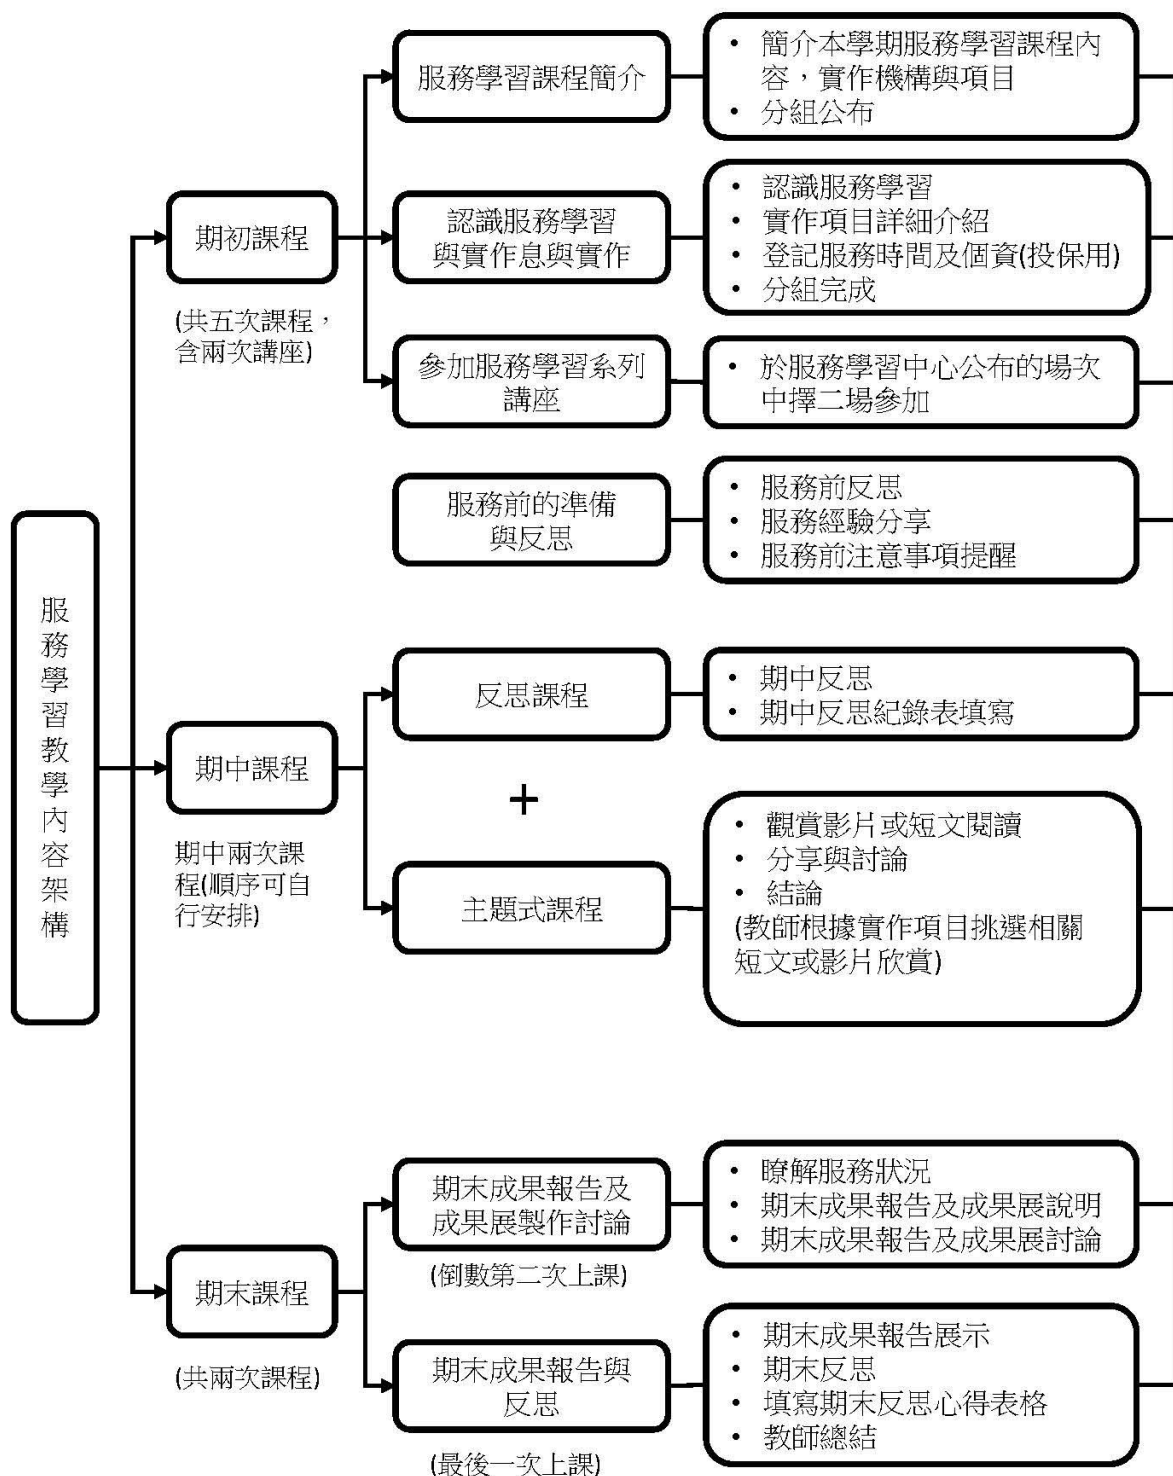 服務學習教學內容架構
期初課程
(共五次課程，
含兩次講座)
服務學習課程簡介
• 簡介本學期服務學習課程內
容，實作機構與項目
• 分組公布
認識服務學習
與實作息與實作
• 認識服務學習
• 實作項目詳細介紹
• 登記服務時間及個資(投保用)
• 分組完成
參加服務學習系列
講座
• 於服務學習中心公布的場次
中擇二場參加
服務前的準備
與反思
• 服務前反思
• 服務經驗分享
• 服務前注意事項提醒
期中課程
期中兩次課
程(順序可自
行安排)
反思課程
• 期中反思
• 期中反思紀錄表填寫
+
主題式課程
• 觀賞影片或短文閱讀
• 分享與討論
• 結論
(教師根據實作項目挑選相關
短文或影片欣賞)
期末課程
(共兩次課程)
期末成果報告及
成果展製作討論
(倒數第二次上課)
• 瞭解服務狀況
• 期末成果報告及成果展說明
• 期末成果報告及成果展討論
期末成果報告與
反思
(最後一次上課)
• 期末成果報告展示
• 期末反思
• 填寫期末反思心得表格
• 教師總結